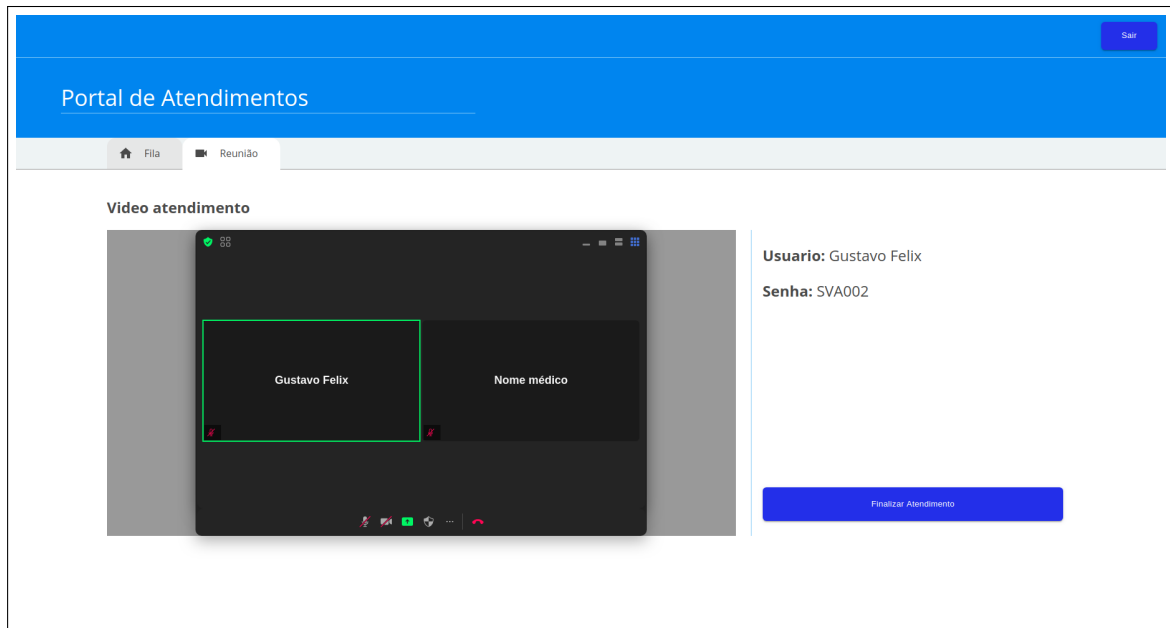 Sair
Portal de Atendimentos
Fila
Reunião
Video atendimento
Usuario: Gustavo Felix
Senha: SVA002
Gustavo Felix
Nome médico
Finalizar Atendimento